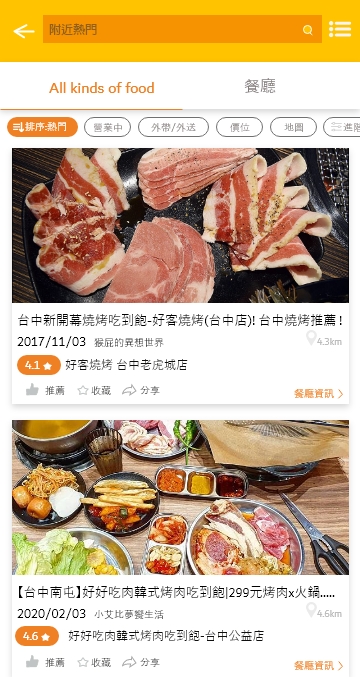 附近熱門
All kinds of food
餐廳
排序:熱門
營業中
外帶/外送
價位
地圖
進階
台中新開幕燒烤吃到飽-好客燒烤(台中店)! 台中燒烤推薦!
2017/11/03 猴屁的異想世界
4.3km
4.1 好客燒烤 台中老虎城店
推薦 收藏 分享
餐廳資訊
【台中南屯】好好吃肉韓式烤肉吃到飽|299元烤肉x火鍋.....
2020/02/03 小艾比夢鬡生活
4.6km
4.6 好好吃肉韓式烤肉吃到飽-台中公益店
推薦 收藏 分享
餐廳資訊